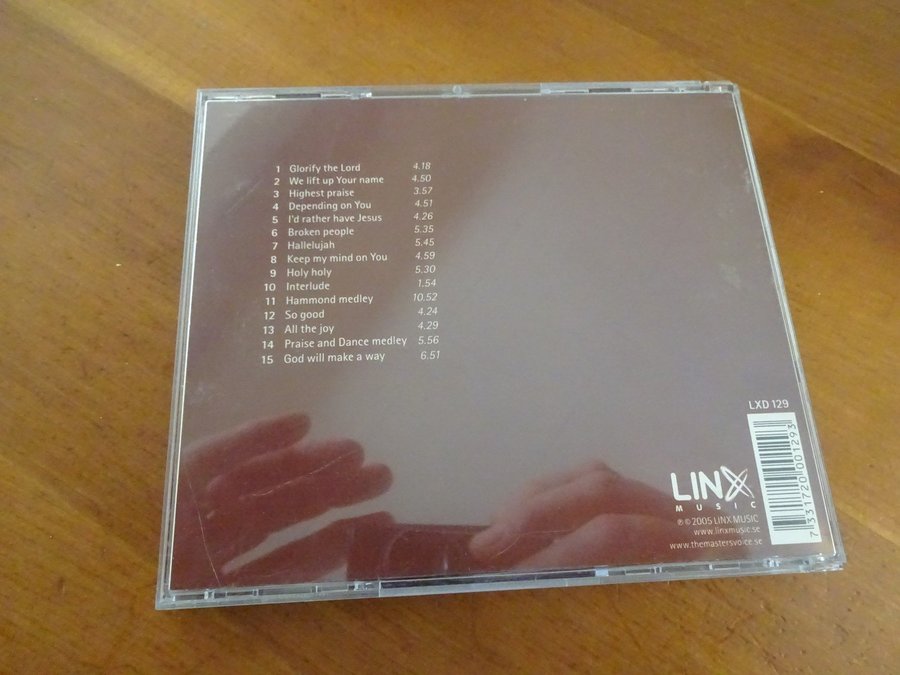 1 Glorify the Lord 4.18
2 We lift up Your name 4.50
3 Highest praise 3.57
4 Depending on You 4.51
5 I'd rather have Jesus 4.26
6 Broken people 5.35
7 Hallelujah 5.45
8 Keep my mind on You 4.59
9 Holy holy 5.30
10 Interlude 1.54
11 Hammond medley 10.52
12 So good 4.24
13 All the joy 4.29
14 Praise and Dance medley 5.56
15 God will make a way 6.51
LXD 129
7 331720 001293
LINX
MUSIC
℗ © 2005 LINX MUSIC
www.linxmusic.se
www.themastersvoice.se